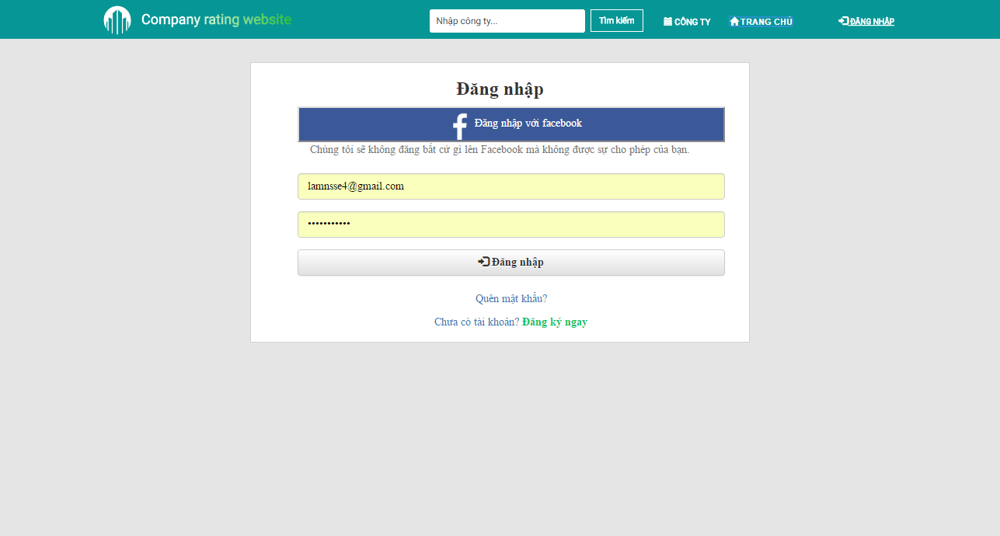 Company rating website
Nhập công ty...
Tìm kiếm
CÔNG TY
TRANG CHỦ
ĐĂNG NHẬP
Đăng nhập
Đăng nhập với facebook
Chúng tôi sẽ không đăng bất cứ gì lên Facebook mà không được sự cho phép của bạn.
lamnsse4@gmail.com
•••••••••••
Đăng nhập
Quên mật khẩu?
Chưa có tài khoản? Đăng ký ngay